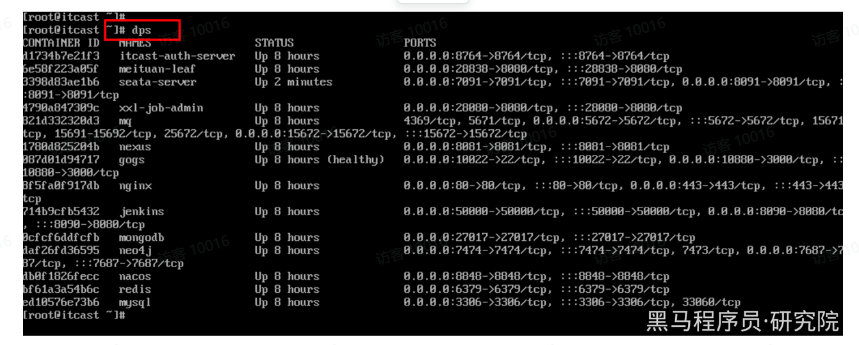 [root@itcast ~]#
[root@itcast ~]# dps
CONTAINER ID   NAMES               STATUS                  PORTS
d1734b7e21f3   itcast-auth-server   Up 8 hours   0.0.0.0:8764->8764/tcp, :::8764->8764/tcp
6e58f223a05f   meituan-leaf   Up 8 hours   0.0.0.0:28838->8080/tcp, :::28838->8080/tcp
3398d83ae1b6   seata-server   Up 2 minutes   0.0.0.0:7091->7091/tcp, :::7091->7091/tcp, 0.0.0.0:8091->8091/tcp, :
:8091->8091/tcp
4790a847309c   xxl-job-admin   Up 8 hours   0.0.0.0:28080->8080/tcp, :::28080->8080/tcp
821d332320d3   mq   Up 8 hours   4369/tcp, 5671/tcp, 0.0.0.0:5672->5672/tcp, :::5672->5672/tcp, 15671
tcp, 15691-15692/tcp, 25672/tcp, 0.0.0.0:15672->15672/tcp, :::15672->15672/tcp
1780d825204b   nexus   Up 8 hours   0.0.0.0:8081->8081/tcp, :::8081->8081/tcp
087d01d94717   gogs   Up 8 hours (healthy)   0.0.0.0:10022->22/tcp, :::10022->22/tcp, 0.0.0.0:10880->3000/tcp, ::
10880->3000/tcp
8f5fa0f917db   nginx   Up 8 hours   0.0.0.0:80->80/tcp, :::80->80/tcp, 0.0.0.0:443->443/tcp, :::443->443
tcp
714b9cfb5432   jenkins   Up 8 hours   0.0.0.0:50000->50000/tcp, :::50000->50000/tcp, 0.0.0.0:8090->8080/tc
, :::8090->8080/tcp
0cfcf6ddfcfb   mongodb   Up 8 hours   0.0.0.0:27017->27017/tcp, :::27017->27017/tcp
daf26fd36595   neo4j   Up 8 hours   0.0.0.0:7474->7474/tcp, :::7474->7474/tcp, 7473/tcp, 0.0.0.0:7687->7
87/tcp, :::7687->7687/tcp
db0f1826fecc   nacos   Up 8 hours   0.0.0.0:8848->8848/tcp, :::8848->8848/tcp
bf61a3a54b6c   redis   Up 8 hours   0.0.0.0:6379->6379/tcp, :::6379->6379/tcp
ed10576e73b6   mysql   Up 8 hours   0.0.0.0:3306->3306/tcp, :::3306->3306/tcp, 33060/tcp
[root@itcast ~]#
黑马程序员·研究院
访客 10016